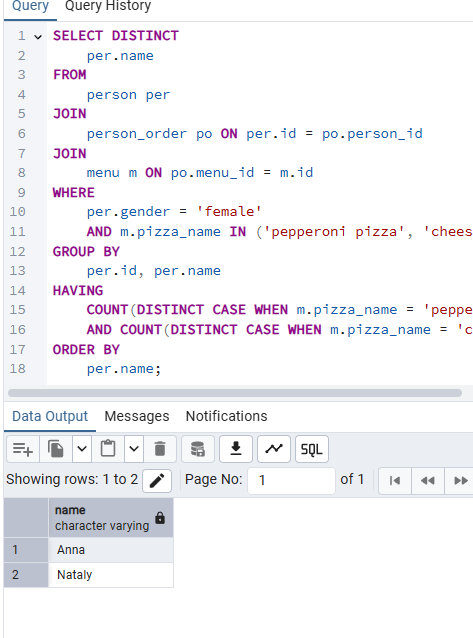 Query Query History
1 SELECT DISTINCT
2 per.name
3 FROM
4 person per
5 JOIN
6 person_order po ON per.id = po.person_id
7 JOIN
8 menu m ON po.menu_id = m.id
9 WHERE
10 per.gender = 'female'
11 AND m.pizza_name IN ('pepperoni pizza', 'chees
12 GROUP BY
13 per.id, per.name
14 HAVING
15 COUNT(DISTINCT CASE WHEN m.pizza_name = 'peppe
16 AND COUNT(DISTINCT CASE WHEN m.pizza_name = 'c
17 ORDER BY
18 per.name;
Data Output Messages Notifications
SQL
Showing rows: 1 to 2 Page No: 1 of 1
name
character varying
1 Anna
2 Nataly